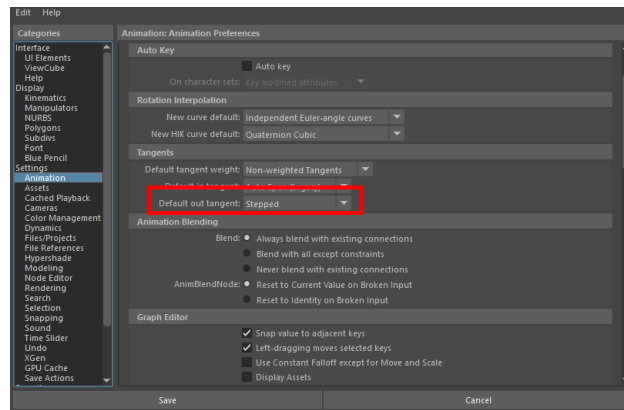 Edit Help
Categories
Interface
UI Elements
ViewCube
Help
Display
Kinematics
Manipulators
NURBS
Polygons
Subdivs
Font
Blue Pencil
Settings
Animation
Assets
Cached Playback
Cameras
Color Management
Dynamics
Files/Projects
File References
Hypershade
Modeling
Node Editor
Rendering
Search
Selection
Snapping
Sound
Time Slider
Undo
XGen
GPU Cache
Save Actions
Animation: Animation Preferences
Auto Key
Auto key
On character sets: Key modified attributes
Rotation Interpolation
New curve default: Independent Euler-angle curves
New HIK curve default: Quaternion Cubic
Tangents
Default tangent weight: Non-weighted Tangents
Default in tangent:
Default out tangent: Stepped
Animation Blending
Blend: Always blend with existing connections
Blend with all except constraints
Never blend with existing connections
AnimBlendNode: Reset to Current Value on Broken Input
Reset to Identity on Broken Input
Graph Editor
Snap value to adjacent keys
Left-dragging moves selected keys
Use Constant Falloff except for Move and Scale
Display Assets
Save Cancel